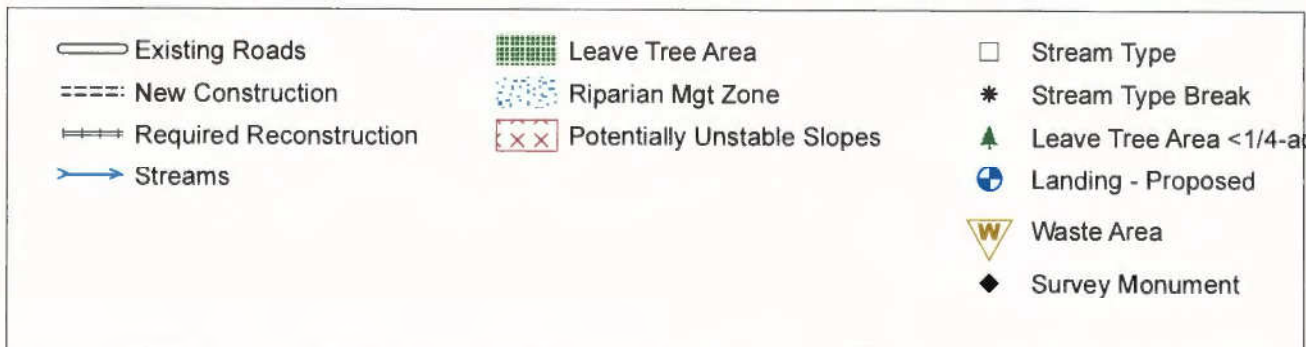 Existing Roads
New Construction
Required Reconstruction
Streams
Leave Tree Area
Riparian Mgt Zone
Potentially Unstable Slopes
Stream Type
Stream Type Break
Leave Tree Area <1/4-a
Landing - Proposed
W
Waste Area
Survey Monument